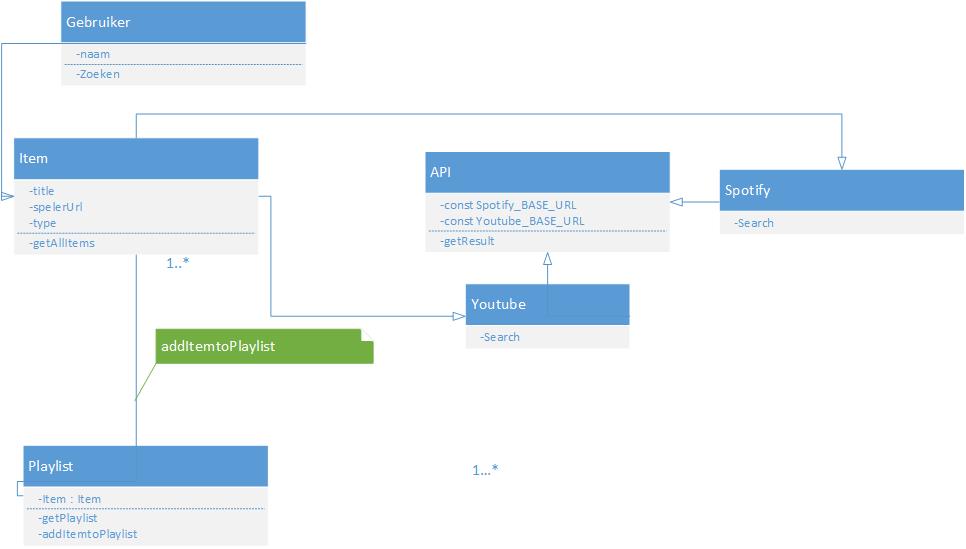 Gebruiker
-naam
-Zoeken
Item
-title
-spelerUrl
-type
-getAllItems
1..*
API
-const Spotify_BASE_URL
-const Youtube_BASE_URL
-getResult
Spotify
-Search
Youtube
-Search
addItemtoPlaylist
Playlist
-Item : Item
-getPlaylist
-addItemtoPlaylist
1...*